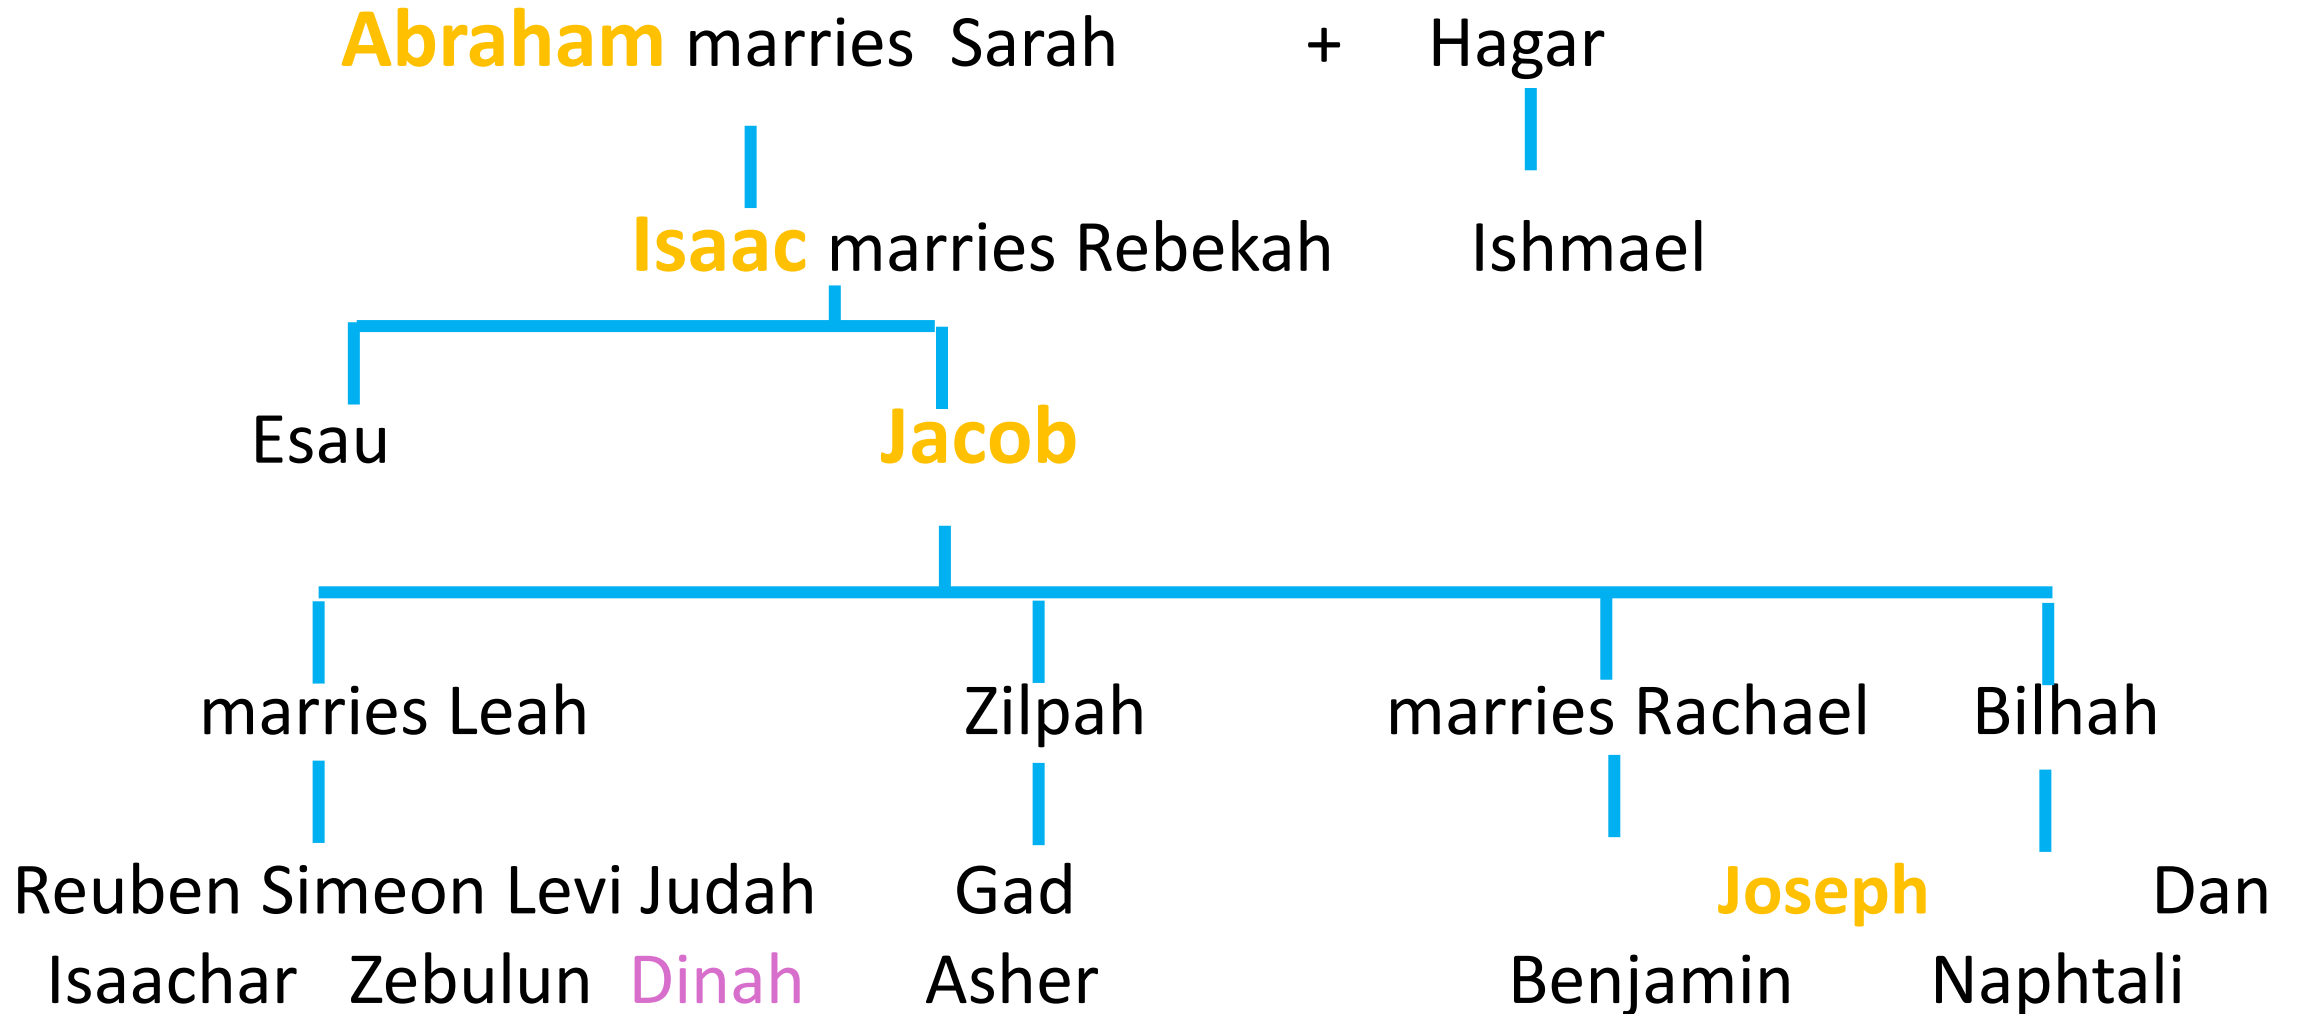 Abraham marries Sarah + Hagar
Isaac marries Rebekah Ishmael
Esau Jacob
marries Leah Zilpah marries Rachael Bilhah
Reuben Simeon Levi Judah Gad Joseph Dan
Isaachar Zebulun Dinah Asher Benjamin Naphtali